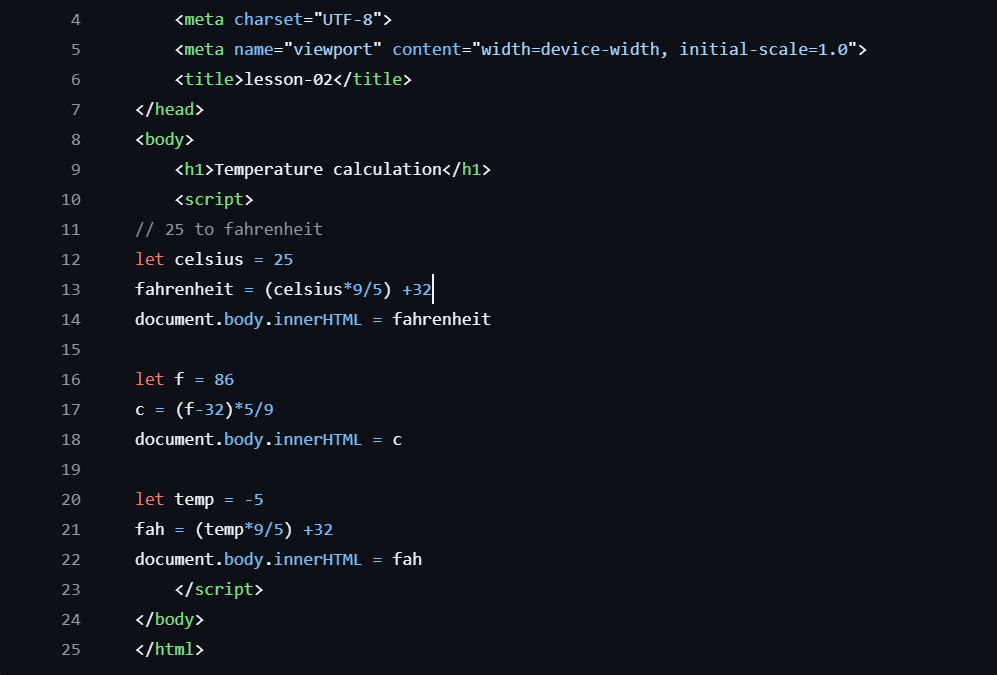 4 <meta charset="UTF-8">
5 <meta name="viewport" content="width=device-width, initial-scale=1.0">
6 <title>lesson-02</title>
7 </head>
8 <body>
9 <h1>Temperature calculation</h1>
10 <script>
11 // 25 to fahrenheit
12 let celsius = 25
13 fahrenheit = (celsius*9/5) +32
14 document.body.innerHTML = fahrenheit
15
16 let f = 86
17 c = (f-32)*5/9
18 document.body.innerHTML = c
19
20 let temp = -5
21 fah = (temp*9/5) +32
22 document.body.innerHTML = fah
23 </script>
24 </body>
25 </html>